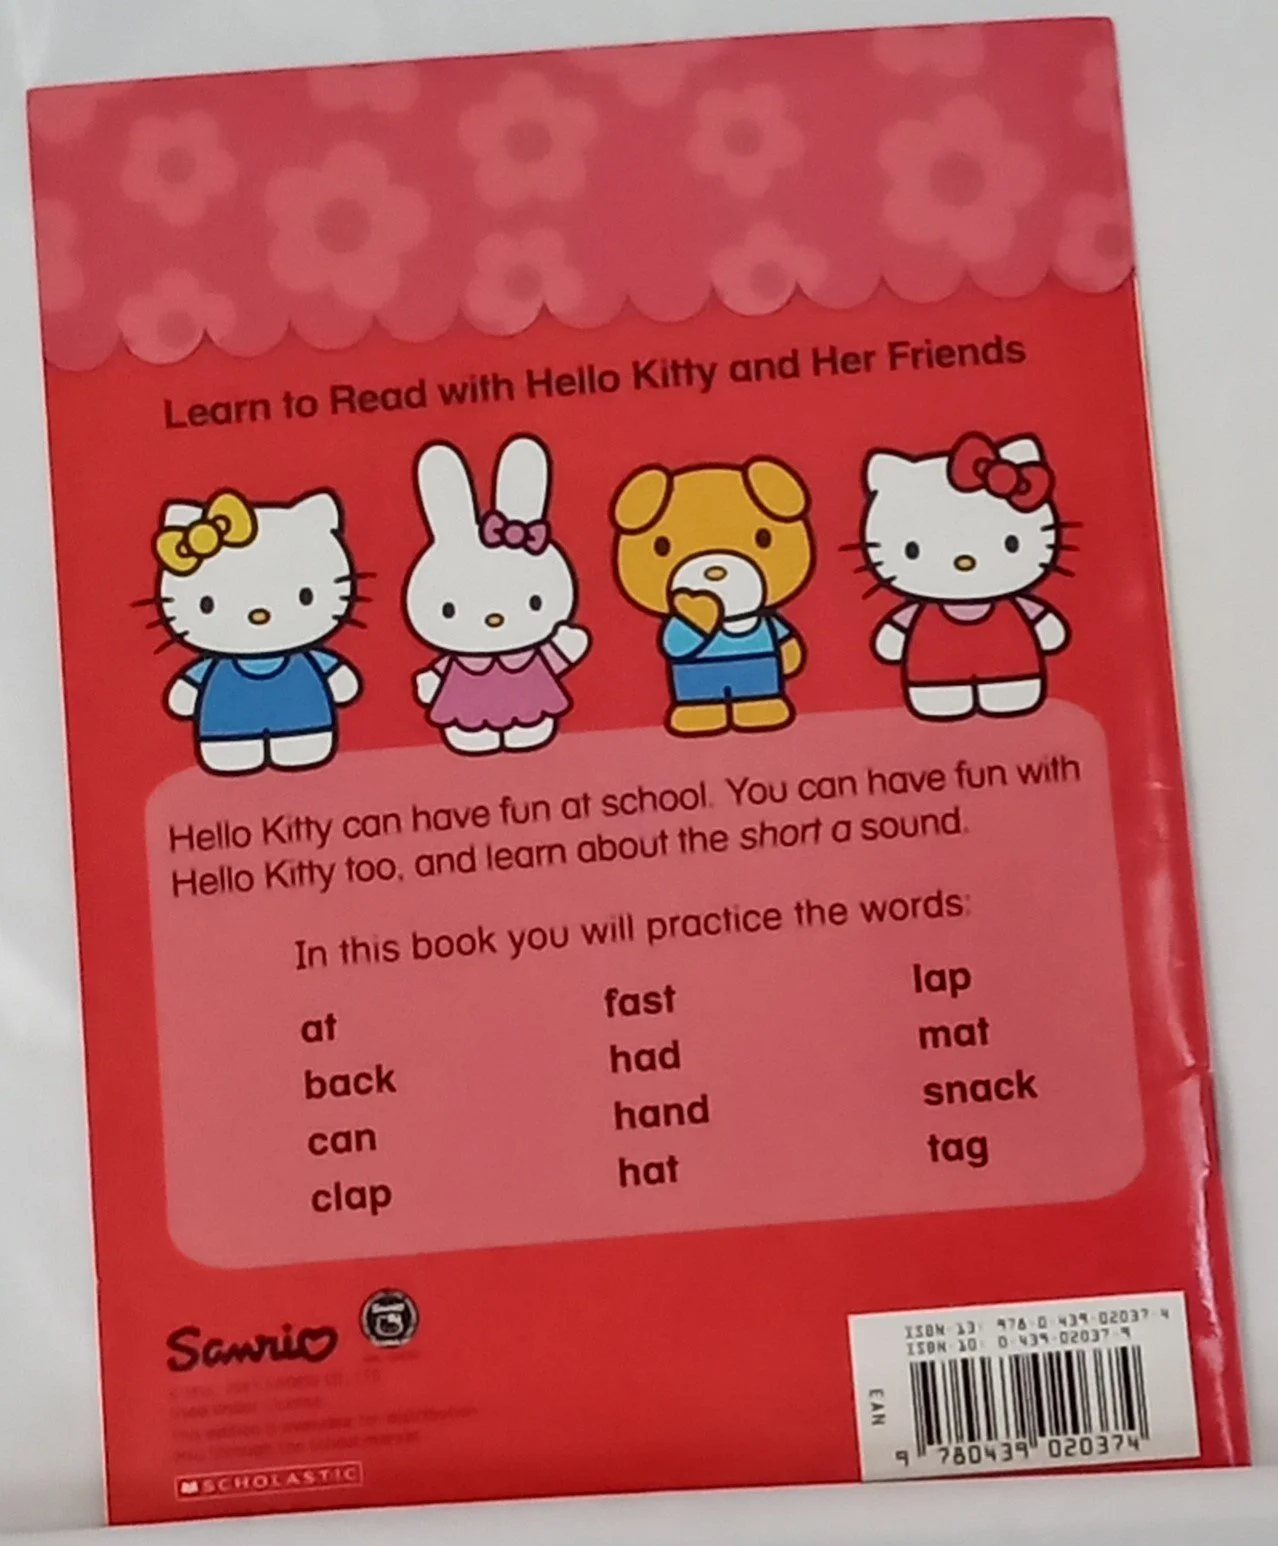 Learn to Read with Hello Kitty and Her Friends
Hello Kitty can have fun at school. You can have fun with
Hello Kitty too, and learn about the short a sound.
In this book you will practice the words:
at
back
can
clap
fast
had
hand
hat
lap
mat
snack
tag
Sanrio
SCHOLASTIC
ISBN-13: 978-0-439-02037-4
ISBN-10: 0-439-02037-9
EAN
9 780439 020374